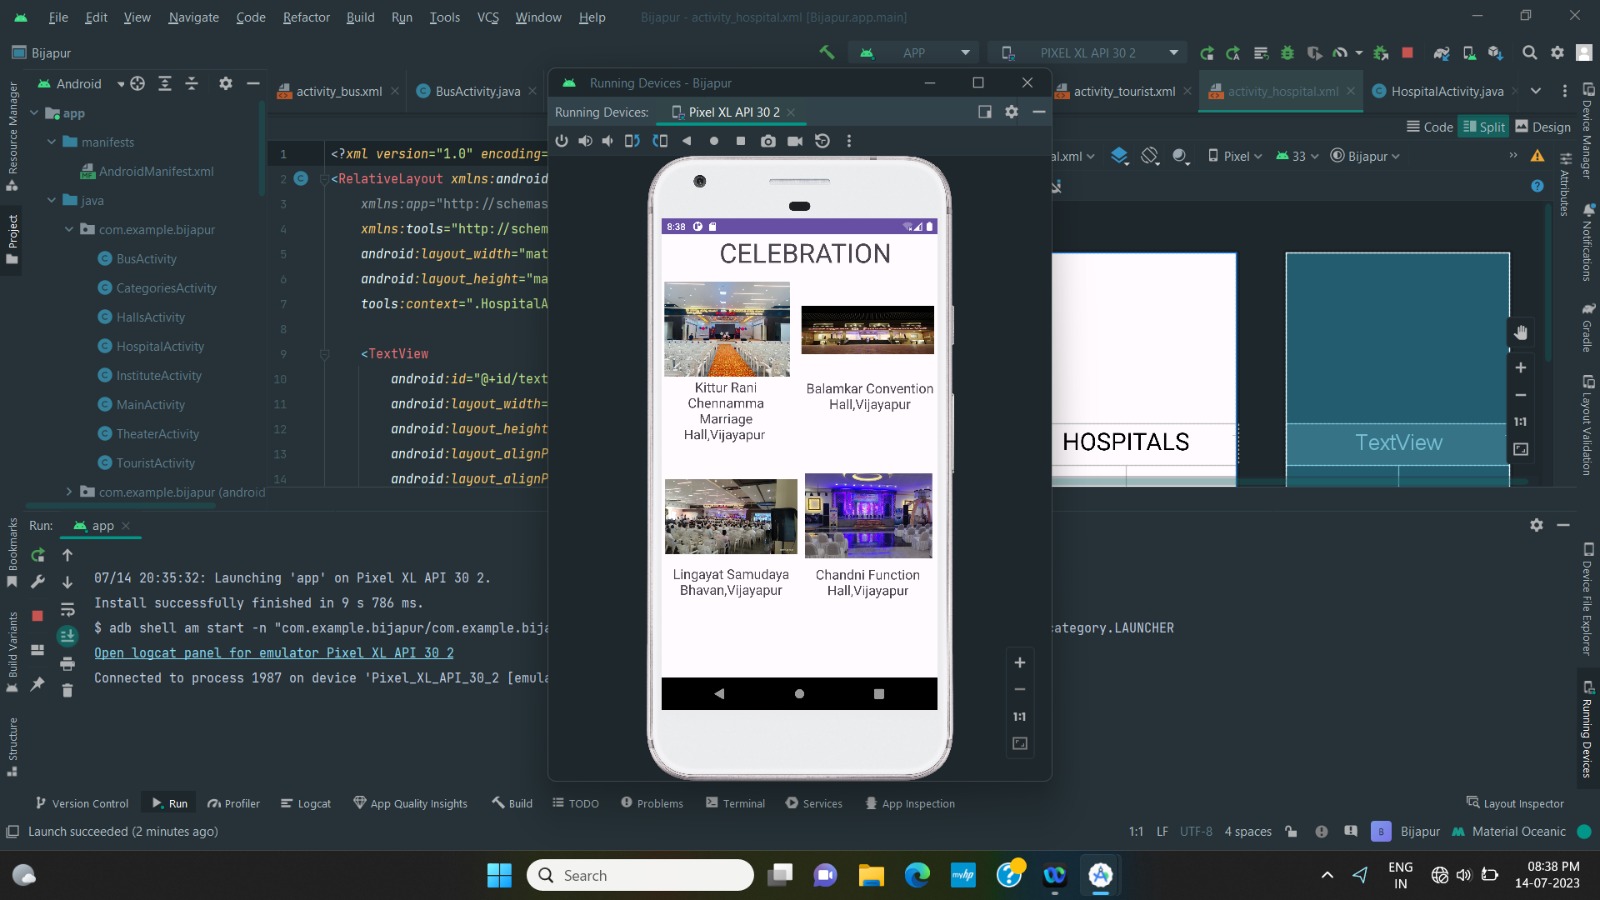 File Edit View Navigate Code Refactor Build Run Tools VCS Window Help Bijapur - activity_hospital.xml [Bijapur.app.main]
Bijapur APP PIXEL XL API 30 2
Android
activity_bus.xml BusActivity.java activity_tourist.xml activity_hospital.xml HospitalActivity.java
Running Devices - Bijapur
Running Devices: Pixel XL API 30 2
Code Split Design
al.xml Pixel 33 Bijapur
app
manifests
AndroidManifest.xml
java
com.example.bijapur
BusActivity
CategoriesActivity
HallsActivity
HospitalActivity
InstituteActivity
MainActivity
TheaterActivity
TouristActivity
com.example.bijapur (android
Resource Manager
Project
Bookmarks
Build Variants
Structure
1 <?xml version="1.0" encoding=
2 <RelativeLayout xmlns:android
3 xmlns:app="http://schemas
4 xmlns:tools="http://schem
5 android:layout_width="mat
6 android:layout_height="ma
7 tools:context=".HospitalA
8
9 <TextView
10 android:id="@+id/text
11 android:layout_width=
12 android:layout_height
13 android:layout_alignP
14 android:layout_alignP
8:38
CELEBRATION
Kittur Rani
Chennamma
Marriage
Hall,Vijayapur
Balamkar Convention
Hall,Vijayapur
Lingayat Samudaya
Bhavan,Vijayapur
Chandni Function
Hall,Vijayapur
1:1
HOSPITALS
TextView
1:1
Device Manager
Attributes
Notifications
Gradle
Layout Validation
Device File Explorer
Running Devices
Run: app
07/14 20:35:32: Launching 'app' on Pixel XL API 30 2.
Install successfully finished in 9 s 786 ms.
$ adb shell am start -n "com.example.bijapur/com.example.bija ategory.LAUNCHER
Open logcat panel for emulator Pixel XL API 30 2
Connected to process 1987 on device 'Pixel_XL_API_30_2 [emula
Version Control Run Profiler Logcat App Quality Insights Build TODO Problems Terminal Services App Inspection Layout Inspector
Launch succeeded (2 minutes ago) 1:1 LF UTF-8 4 spaces B Bijapur Material Oceanic
Search myhp ENG
IN
08:38 PM
14-07-2023